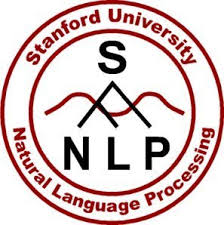 Stanford University
S
NLP
Natural Language Processing